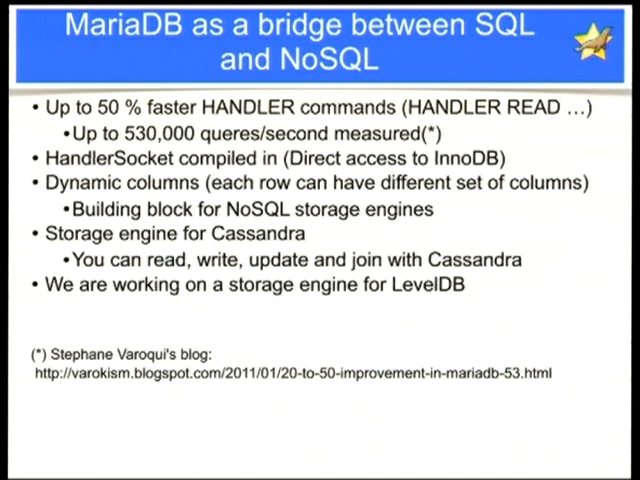 MariaDB as a bridge between SQL
and NoSQL
• Up to 50 % faster HANDLER commands (HANDLER READ …)
•Up to 530,000 queres/second measured(*)
• HandlerSocket compiled in (Direct access to InnoDB)
• Dynamic columns (each row can have different set of columns)
•Building block for NoSQL storage engines
• Storage engine for Cassandra
•You can read, write, update and join with Cassandra
• We are working on a storage engine for LevelDB
(*) Stephane Varoqui's blog:
http://varokism.blogspot.com/2011/01/20-to-50-improvement-in-mariadb-53.html